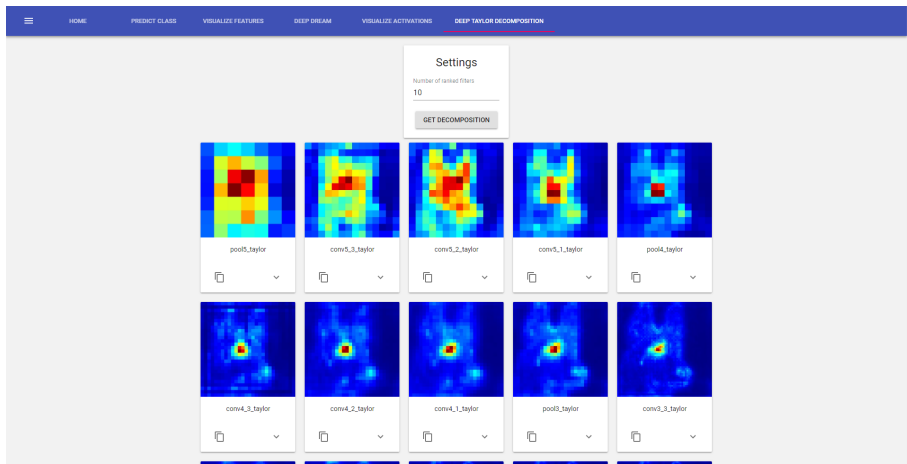 HOME PREDICT CLASS VISUALIZE FEATURES DEEP DREAM VISUALIZE ACTIVATIONS DEEP TAYLOR DECOMPOSITION
Settings
Number of ranked filters
10
GET DECOMPOSITION
pool5_taylor conv5_3_taylor conv5_2_taylor conv5_1_taylor pool4_taylor
conv4_3_taylor conv4_2_taylor conv4_1_taylor pool3_taylor conv3_3_taylor